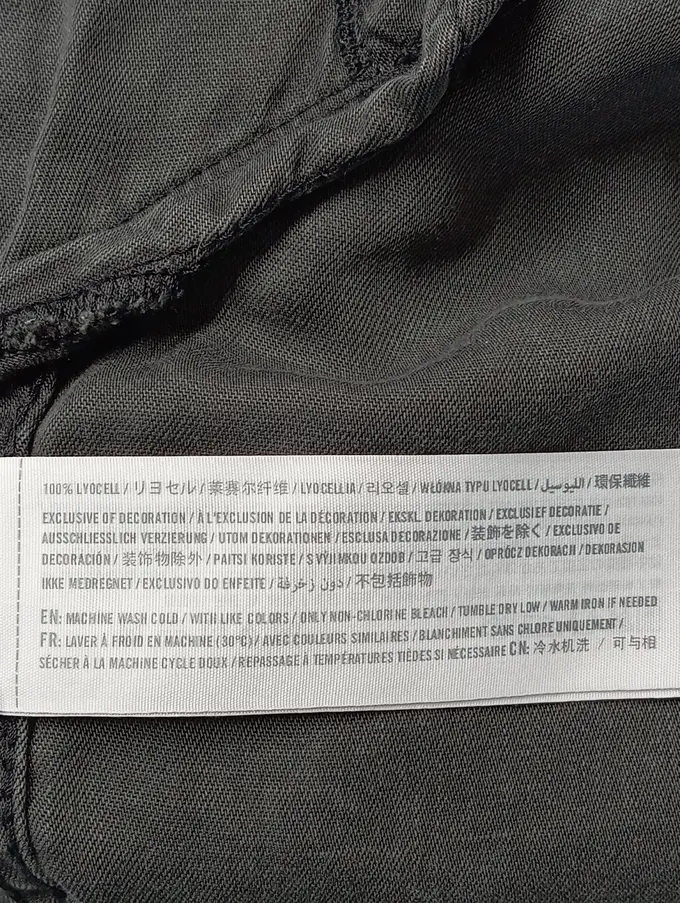 100% LYOCELL / リヨセル / 莱赛尔纤维 / LYOCELLIA / 리오셀 / WŁÓKNA TYPU LYOCELL / الليوسيل / 環保纖維
EXCLUSIVE OF DECORATION / À L'EXCLUSION DE LA DÉCORATION / EKSKL. DEKORATION / EXCLUSIEF DECORATIE /
AUSSCHLIESSLICH VERZIERUNG / UTOM DEKORATIONEN / ESCLUSA DECORAZIONE / 装飾を除く / EXCLUSIVO DE
DECORACIÓN / 装饰物除外 / PAITSI KORISTE / S VÝJIMKOU OZDOB / 고급 장식 / OPRÓCZ DEKORACJI / DEKORASJON
IKKE MEDREGNET / EXCLUSIVO DO ENFEITE / دون زخرفة / 不包括飾物
EN: MACHINE WASH COLD / WITH LIKE COLORS / ONLY NON-CHLORINE BLEACH / TUMBLE DRY LOW / WARM IRON IF NEEDED
FR: LAVER À FROID EN MACHINE (30°C) / AVEC COULEURS SIMILAIRES / BLANCHIMENT SANS CHLORE UNIQUEMENT /
SÉCHER À LA MACHINE CYCLE DOUX / REPASSAGE À TEMPÉRATURES TIÈDES SI NÉCESSAIRE CN: 冷水机洗 / 可与相